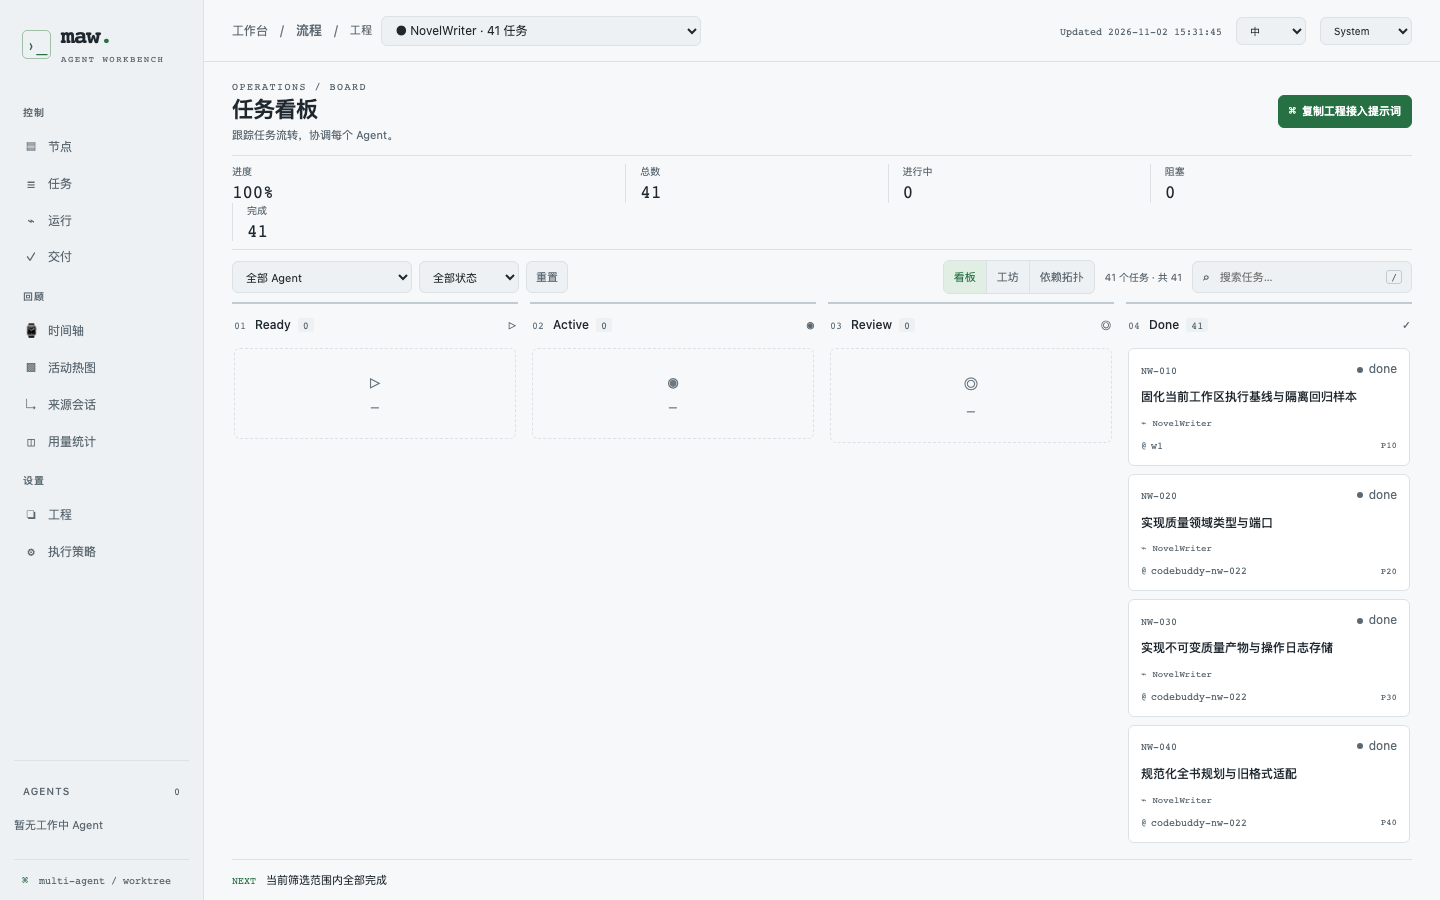 maw.
AGENT WORKBENCH
控制
节点
任务
运行
交付
回顾
时间轴
活动热图
来源会话
用量统计
设置
工程
执行策略
AGENTS 0
暂无工作中 Agent
⌘ multi-agent / worktree
工作台 / 流程 / 工程 ● NovelWriter · 41 任务
Updated 2026-11-02 15:31:45 中 System
OPERATIONS / BOARD
任务看板
跟踪任务流转，协调每个 Agent。
⌘ 复制工程接入提示词
进度
100%
总数
41
进行中
0
阻塞
0
完成
41
全部 Agent 全部状态 重置
看板 工坊 依赖拓扑 41 个任务 · 共 41 搜索任务... /
01 Ready 0
—
02 Active 0
—
03 Review 0
—
04 Done 41 ✓
NW-010 ● done
固化当前工作区执行基线与隔离回归样本
NovelWriter
@ w1 P10
NW-020 ● done
实现质量领域类型与端口
NovelWriter
@ codebuddy-nw-022 P20
NW-030 ● done
实现不可变质量产物与操作日志存储
NovelWriter
@ codebuddy-nw-022 P30
NW-040 ● done
规范化全书规划与旧格式适配
NovelWriter
@ codebuddy-nw-022 P40
NEXT 当前筛选范围内全部完成